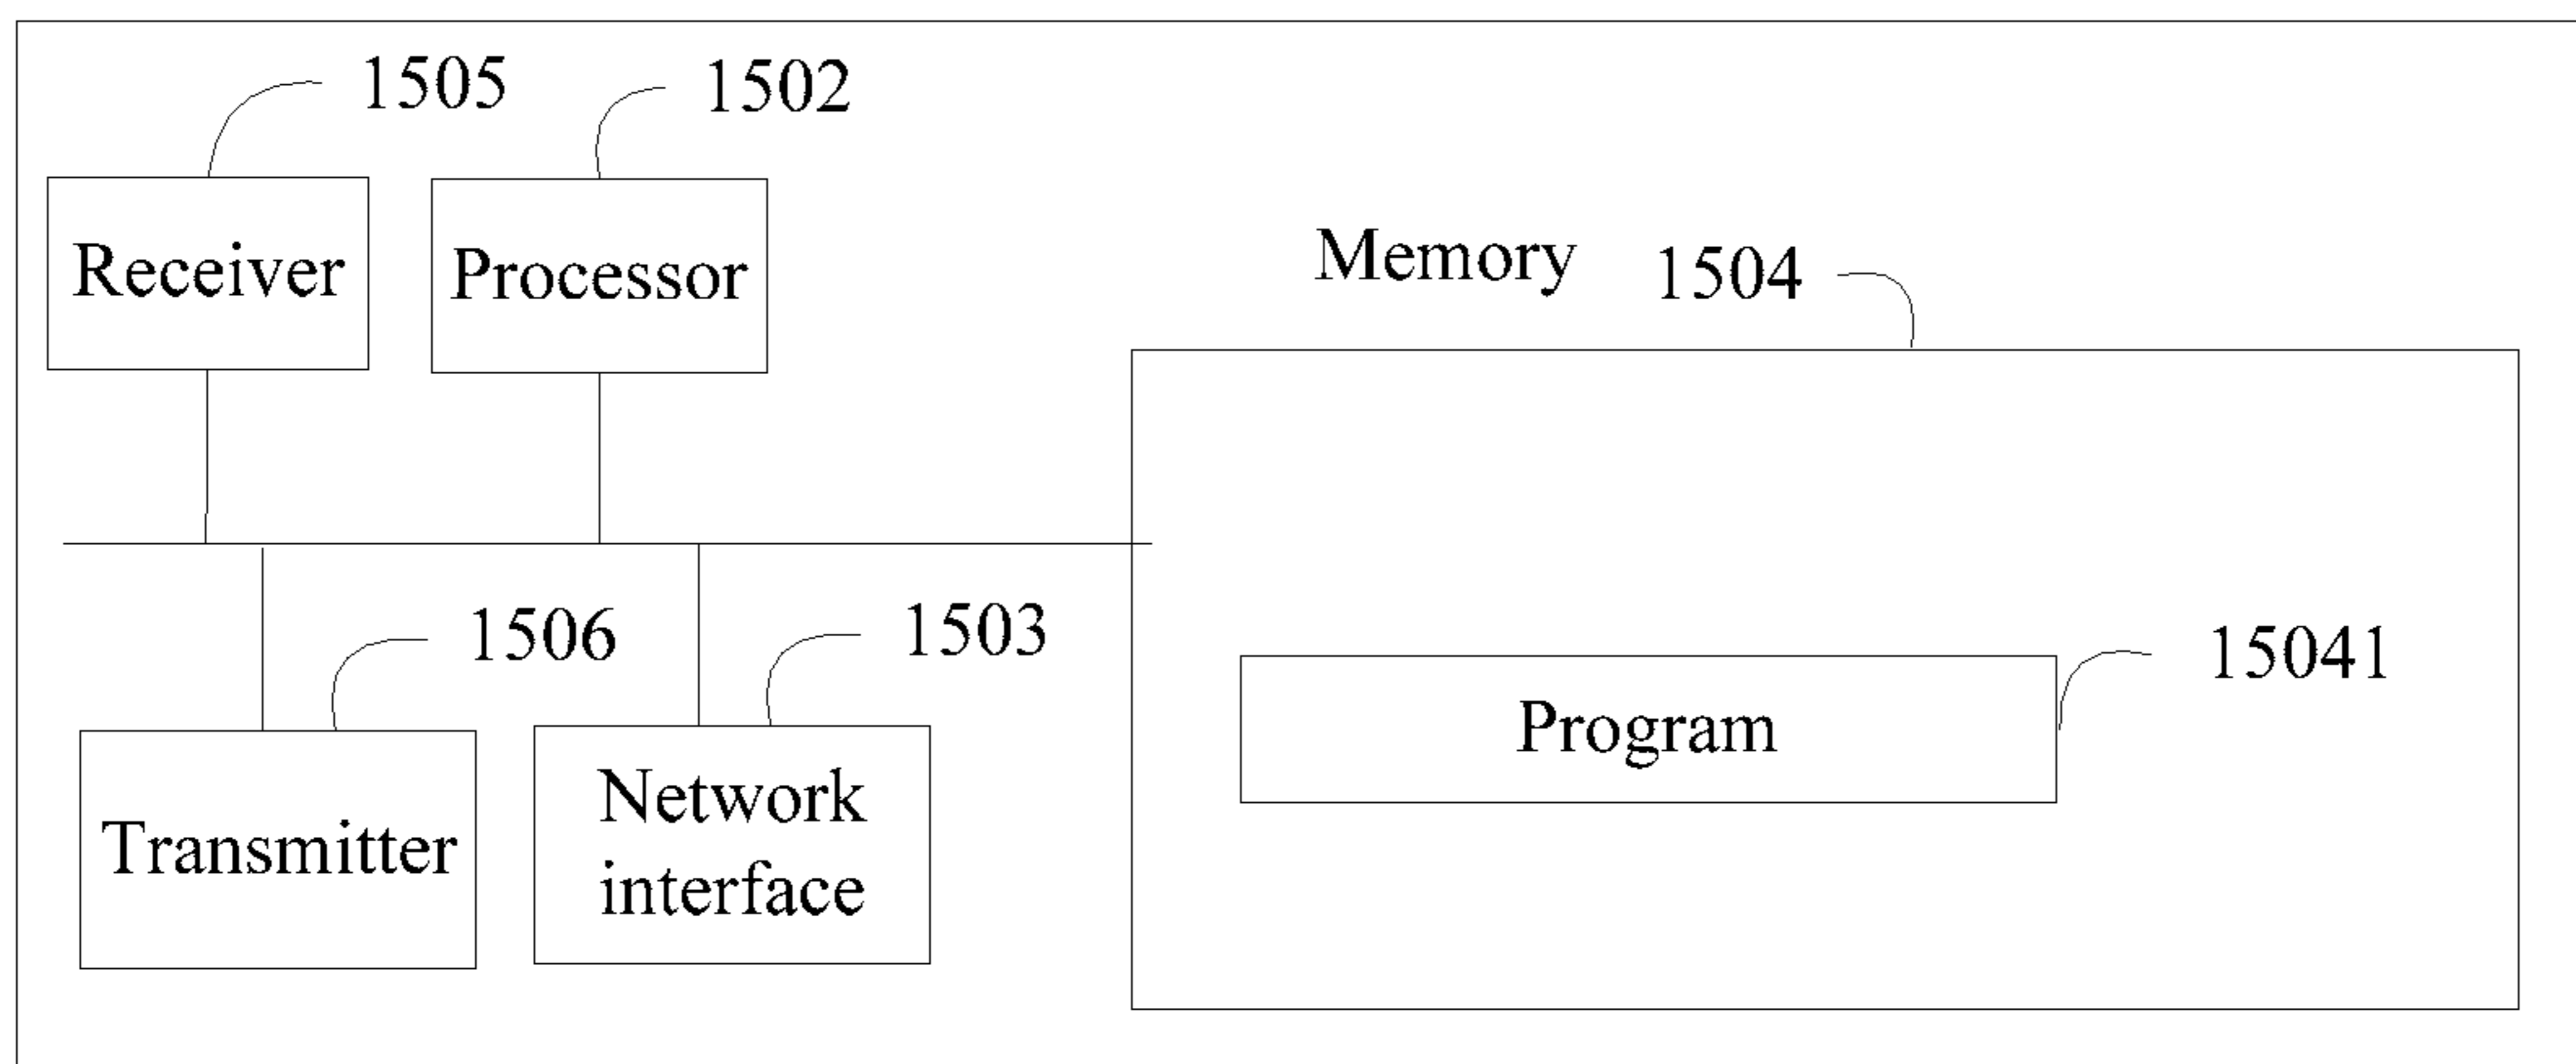 1505
1502
Receiver
Processor
Memory 1504
1506
1503
15041
Program
Transmitter
Network
interface